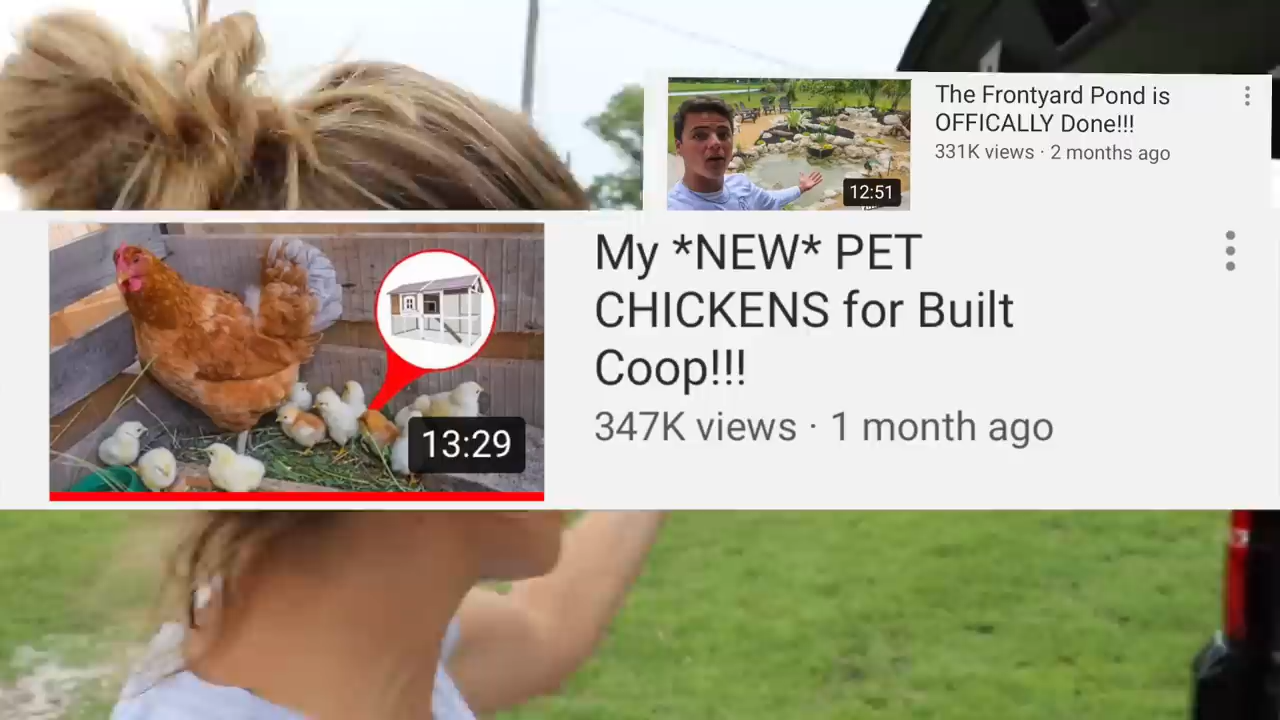 The Frontyard Pond is
OFFICALLY Done!!!
331K views · 2 months ago
12:51
My *NEW* PET
CHICKENS for Built
Coop!!!
347K views · 1 month ago
13:29